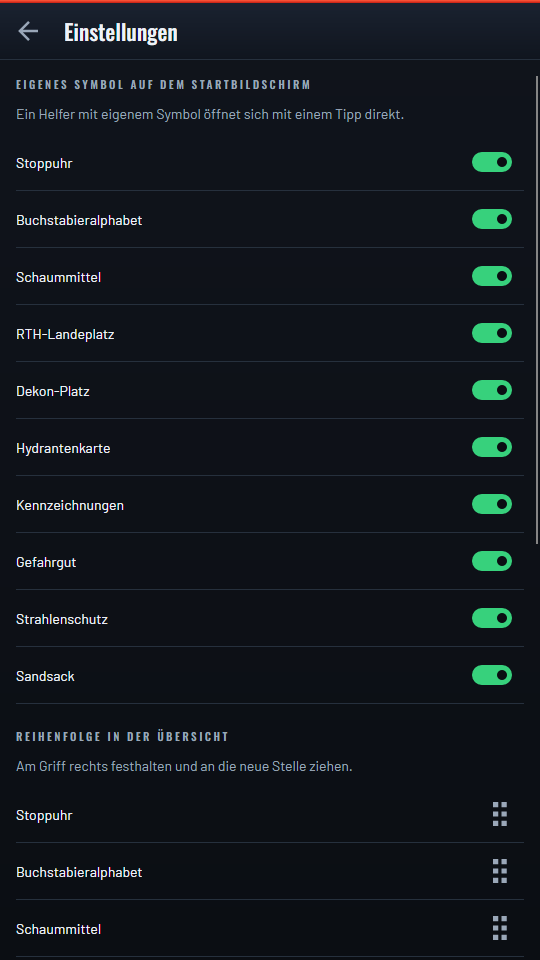 Einstellungen
EIGENES SYMBOL AUF DEM STARTBILDSCHIRM
Ein Helfer mit eigenem Symbol öffnet sich mit einem Tipp direkt.
Stoppuhr
Buchstabieralphabet
Schaummittel
RTH-Landeplatz
Dekon-Platz
Hydrantenkarte
Kennzeichnungen
Gefahrgut
Strahlenschutz
Sandsack
REIHENFOLGE IN DER ÜBERSICHT
Am Griff rechts festhalten und an die neue Stelle ziehen.
Stoppuhr
Buchstabieralphabet
Schaummittel